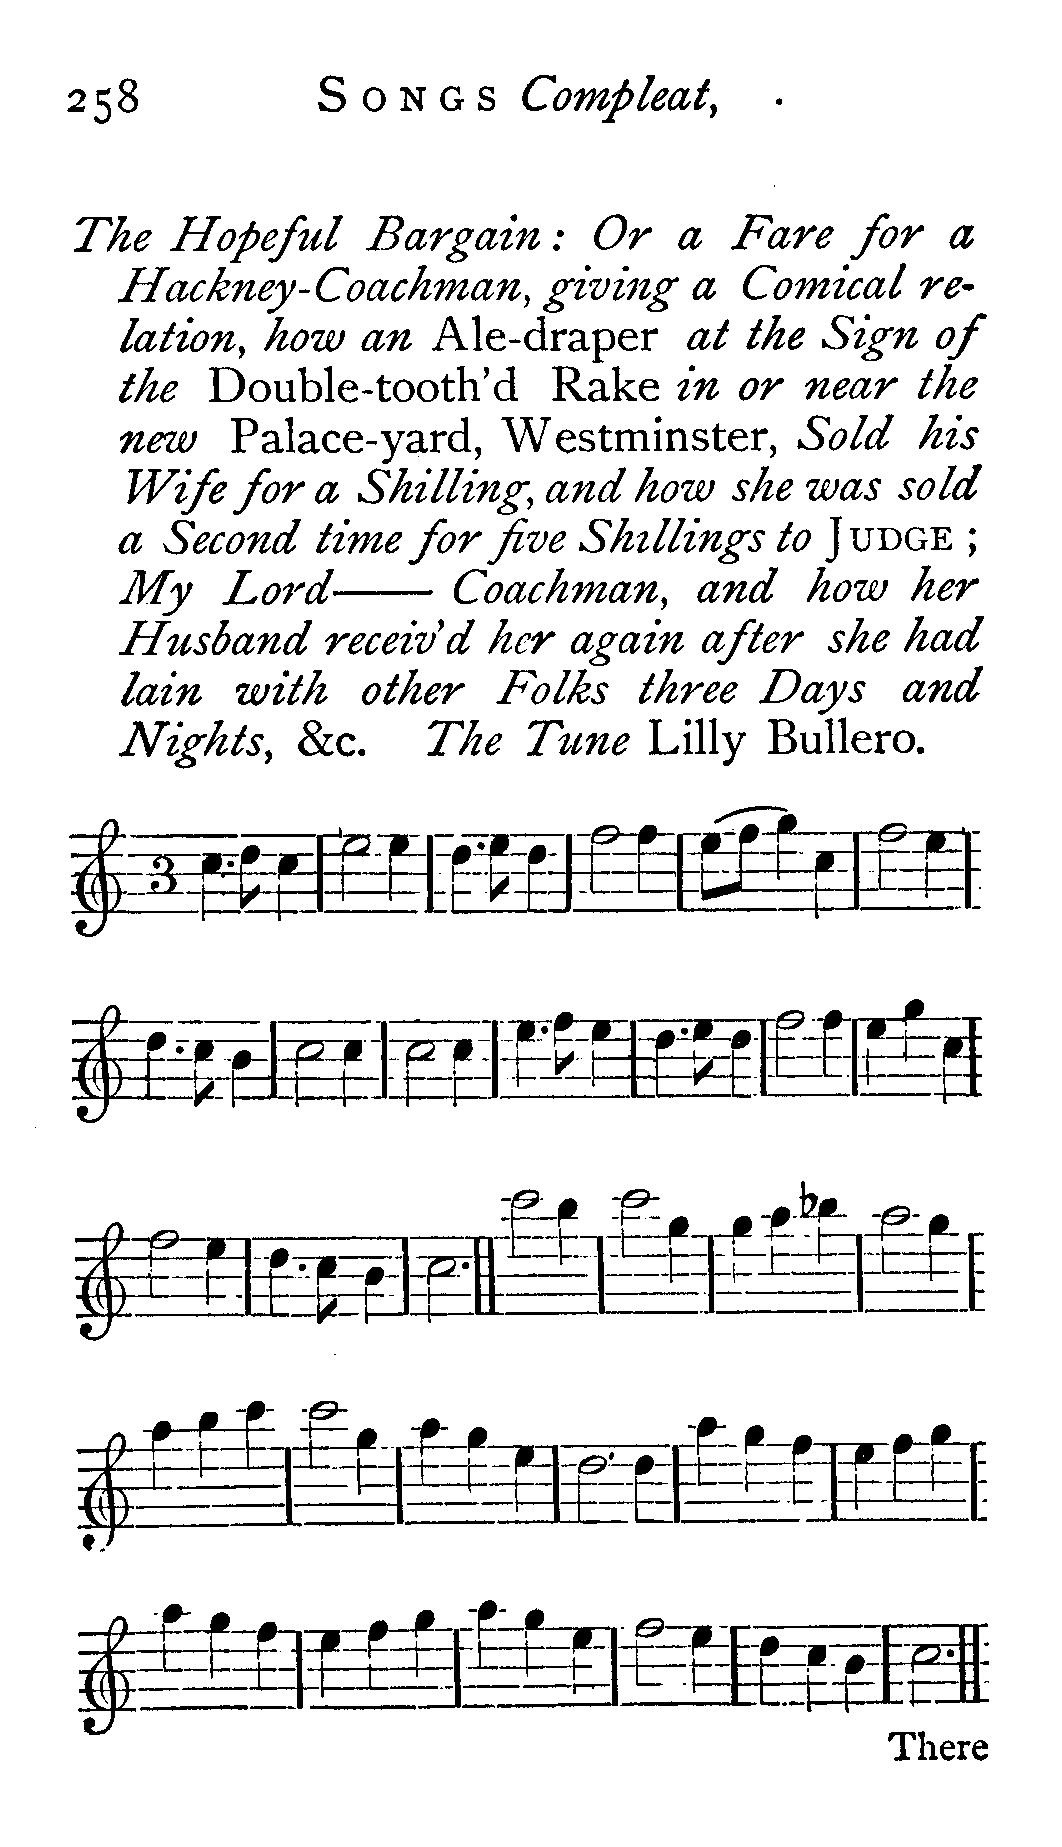 258 SONGS Compleat,
The Hopeful Bargain: Or a Fare for a
Hackney-Coachman, giving a Comical re-
lation, how an Ale-draper at the Sign of
the Double-tooth'd Rake in or near the
new Palace-yard, Westminster, Sold his
Wife for a Shilling, and how she was sold
a Second time for five Shillings to JUDGE;
My Lord—— Coachman, and how her
Husband receiv'd her again after she had
lain with other Folks three Days and
Nights, &c. The Tune Lilly Bullero.
3
There